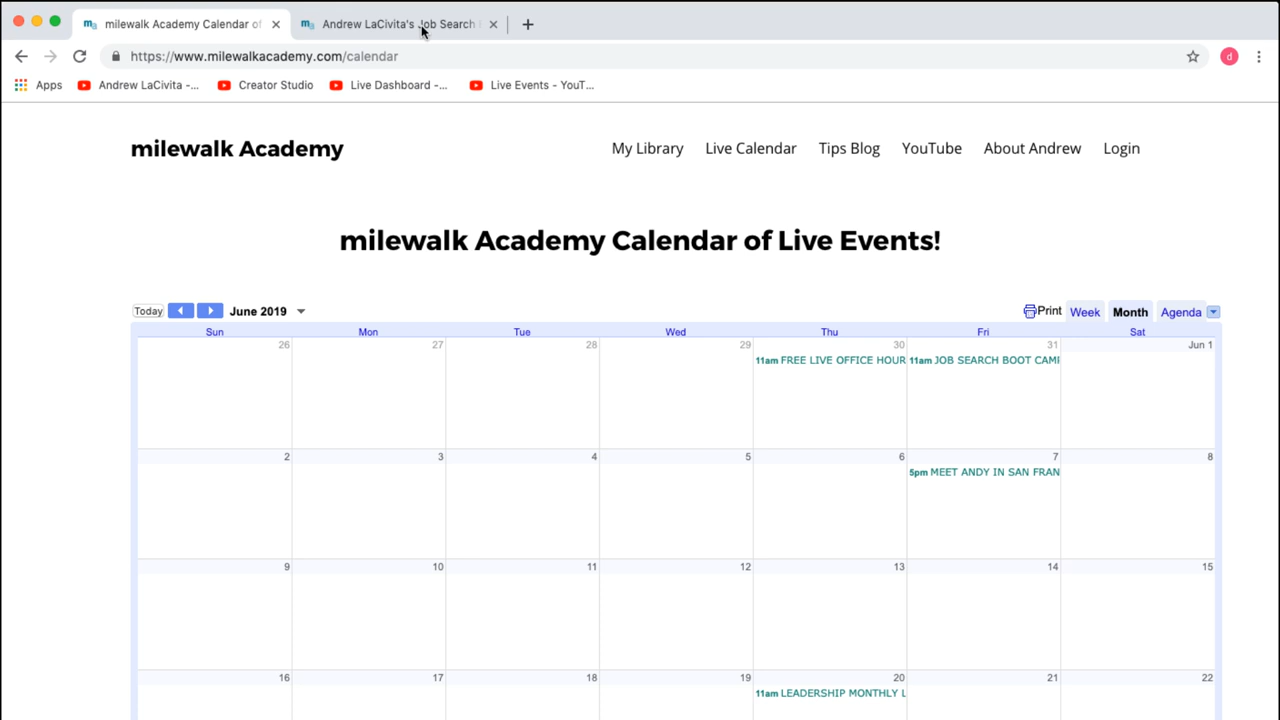 milewalk Academy Calendar of
Andrew LaCivita's Job Search
https://www.milewalkacademy.com/calendar
d
Apps
Andrew LaCivita -...
Creator Studio
Live Dashboard -...
Live Events - YouT...
milewalk Academy
My Library
Live Calendar
Tips Blog
YouTube
About Andrew
Login
milewalk Academy Calendar of Live Events!
Today
June 2019
Print
Week
Month
Agenda
Sun Mon Tue Wed Thu Fri Sat
26 27 28 29 30 31 Jun 1
11am FREE LIVE OFFICE HOUR
11am JOB SEARCH BOOT CAMP
2 3 4 5 6 7 8
5pm MEET ANDY IN SAN FRAN
9 10 11 12 13 14 15
16 17 18 19 20 21 22
11am LEADERSHIP MONTHLY L